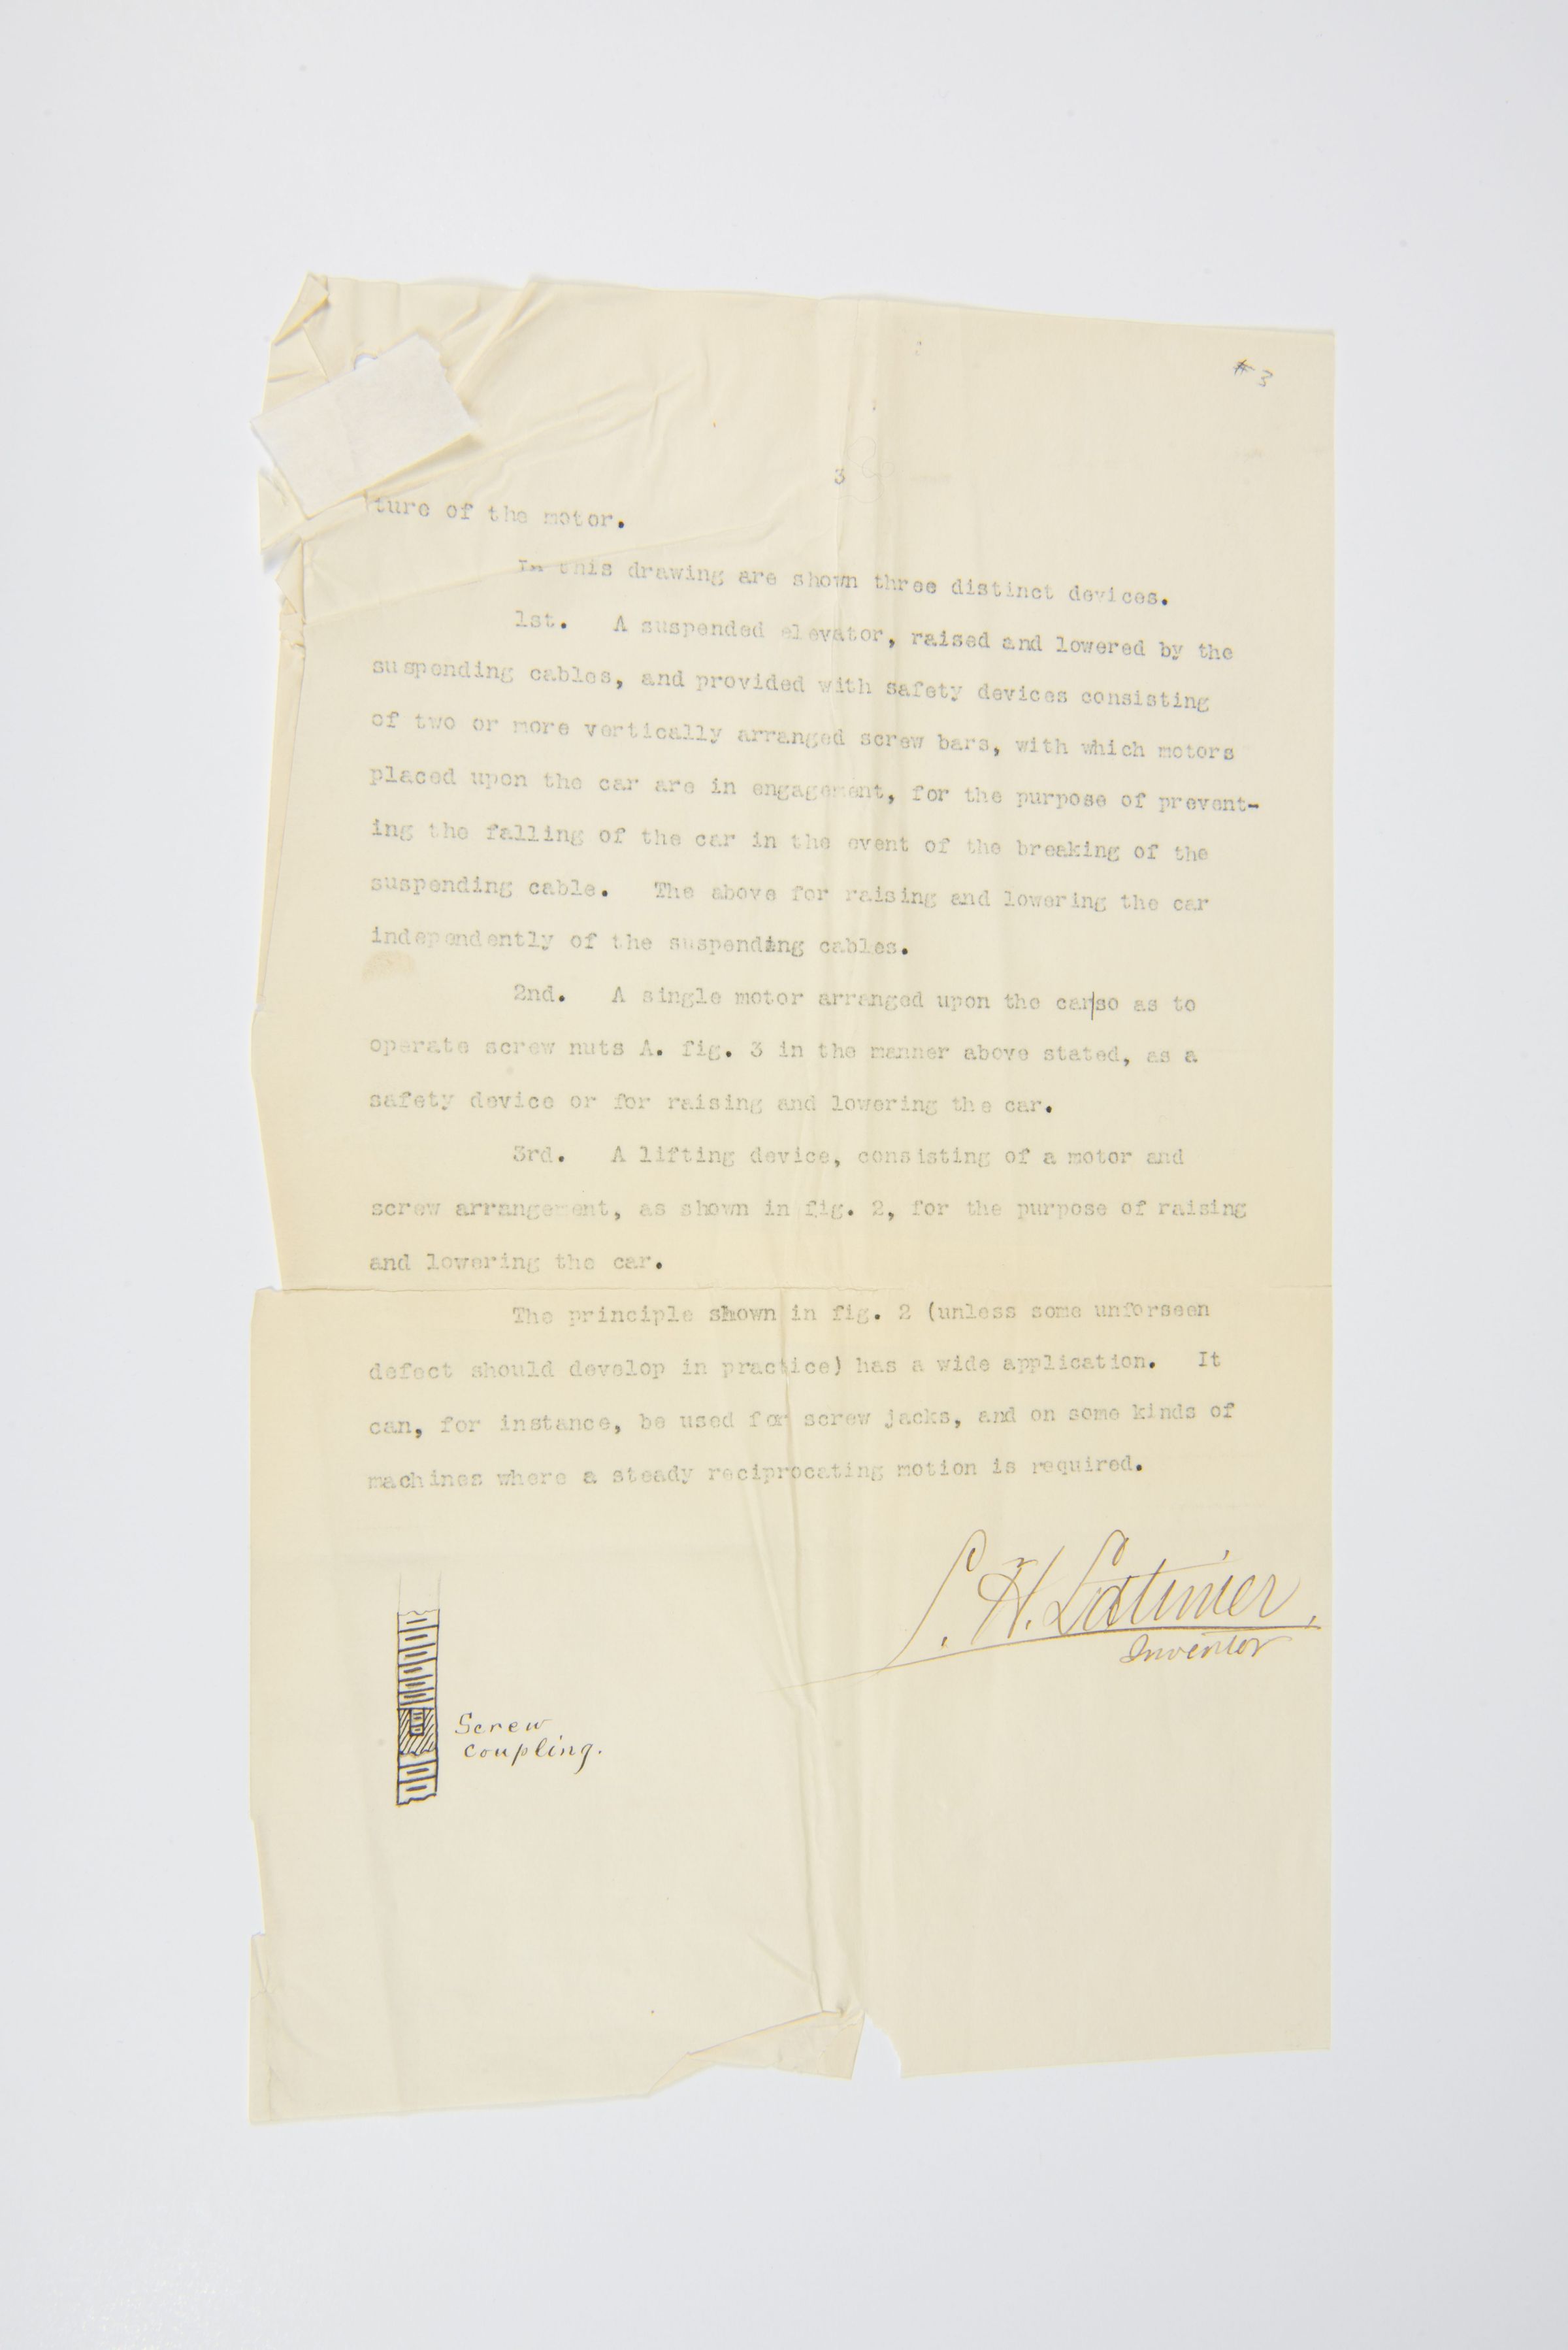 # 3
3
ture of the motor.
In this drawing are shown three distinct devices.
1st. A suspended elevator, raised and lowered by the
suspending cables, and provided with safety devices consisting
of two or more vertically arranged screw bars, with which motors
placed upon the car are in engagement, for the purpose of prevent-
ing the falling of the car in the event of the breaking of the
suspending cable. The above for raising and lowering the car
independently of the suspending cables.
2nd. A single motor arranged upon the car|so as to
operate screw nuts A. fig. 3 in the manner above stated, as a
safety device or for raising and lowering the car.
3rd. A lifting device, consisting of a motor and
screw arrangement, as shown in fig. 2, for the purpose of raising
and lowering the car.
The principle shown in fig. 2 (unless some unforseen
defect should develop in practice) has a wide application. It
can, for instance, be used for screw jacks, and on some kinds of
machines where a steady reciprocating motion is required.
L. H. Latimer.
Inventor
Screw
coupling.